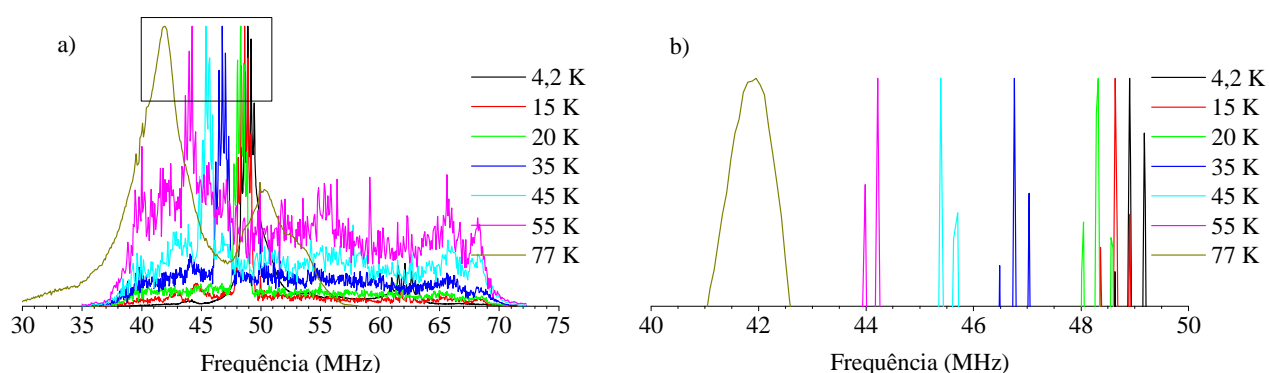 a)
4,2 K
15 K
20 K
35 K
45 K
55 K
77 K
30 35 40 45 50 55 60 65 70 75
Frequência (MHz)
b)
4,2 K
15 K
20 K
35 K
45 K
55 K
77 K
40 42 44 46 48 50
Frequência (MHz)